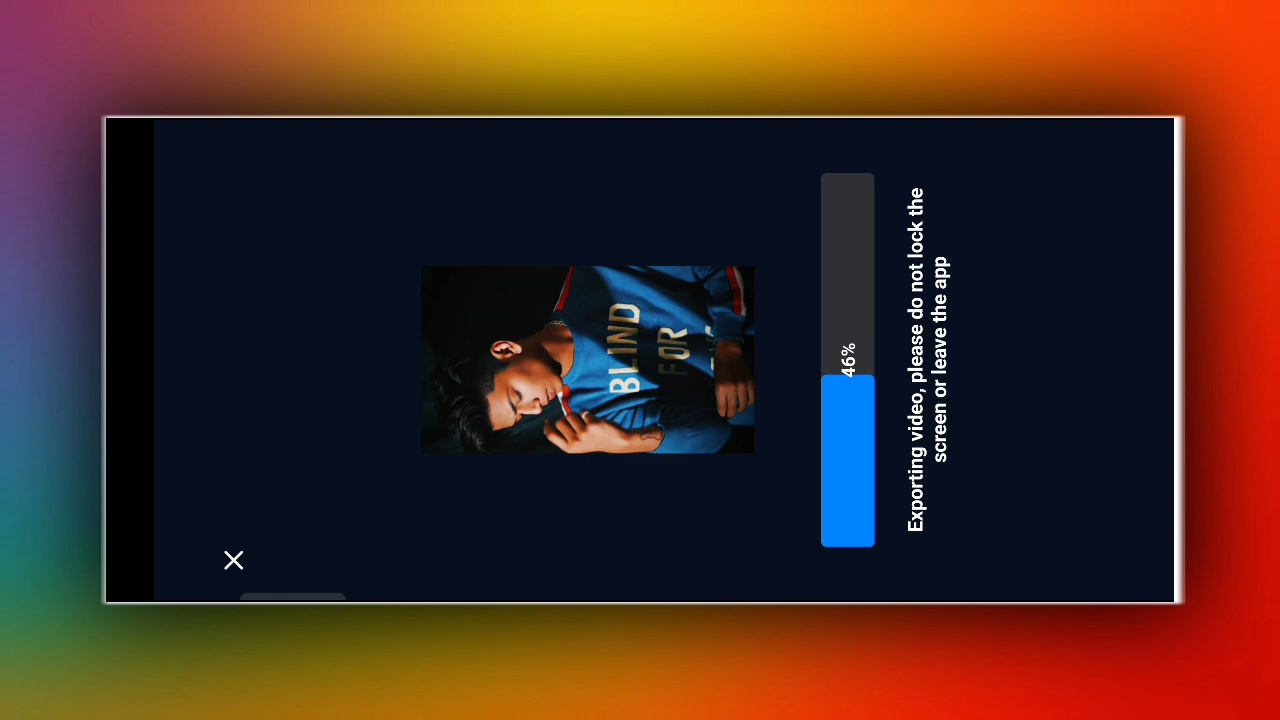 BLIND
FOR
46%
Exporting video, please do not lock the
screen or leave the app